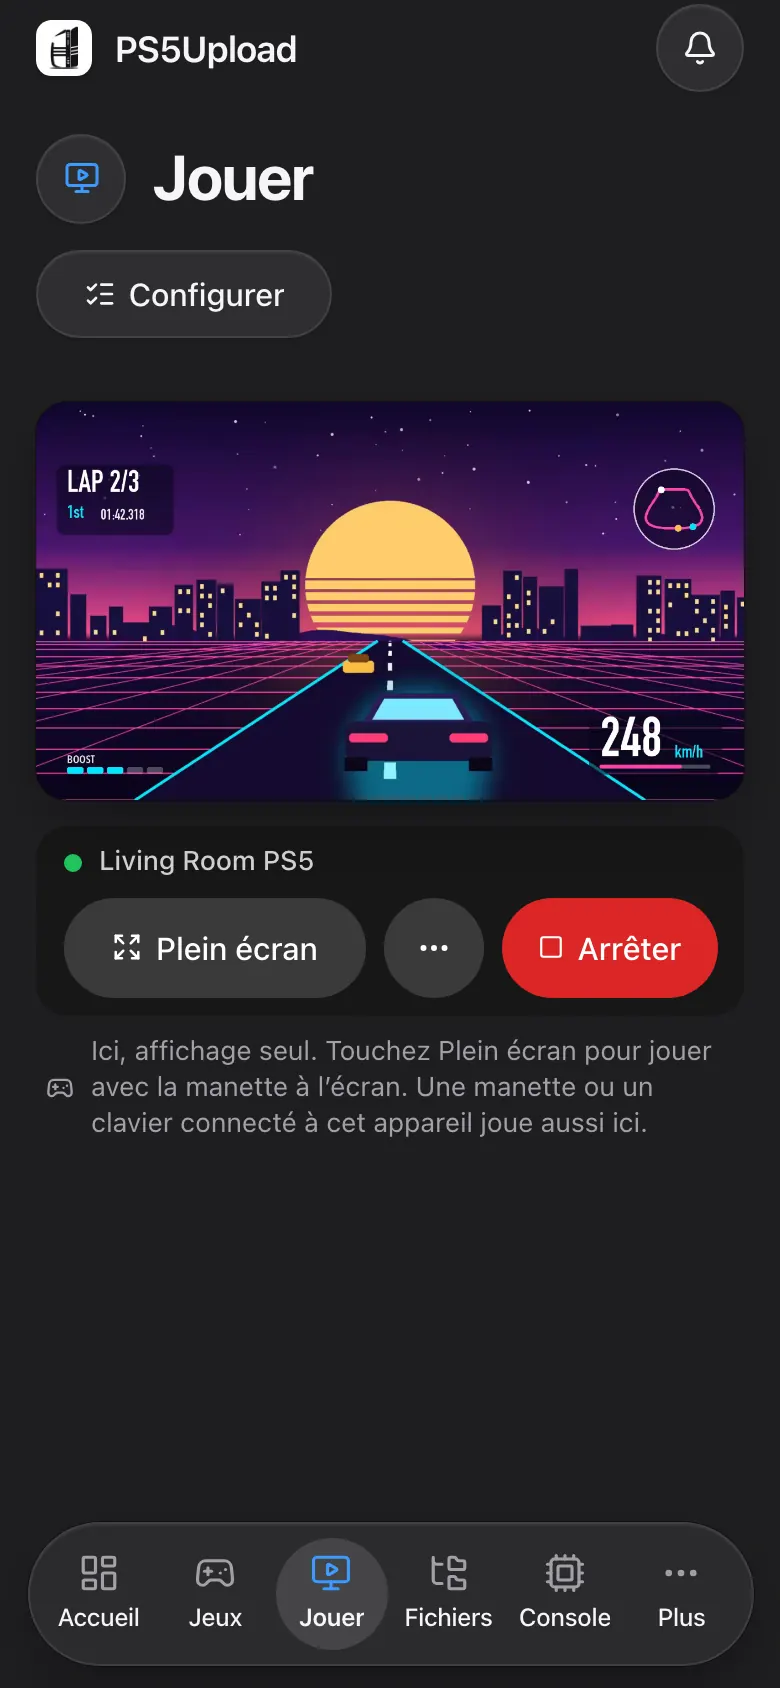 PS5Upload
Jouer
Configurer
LAP 2/3
1st 01:42.318
BOOST
248 km/h
Living Room PS5
Plein écran
Arrêter
Ici, affichage seul. Touchez Plein écran pour jouer
avec la manette à l’écran. Une manette ou un
clavier connecté à cet appareil joue aussi ici.
Accueil Jeux Jouer Fichiers Console Plus